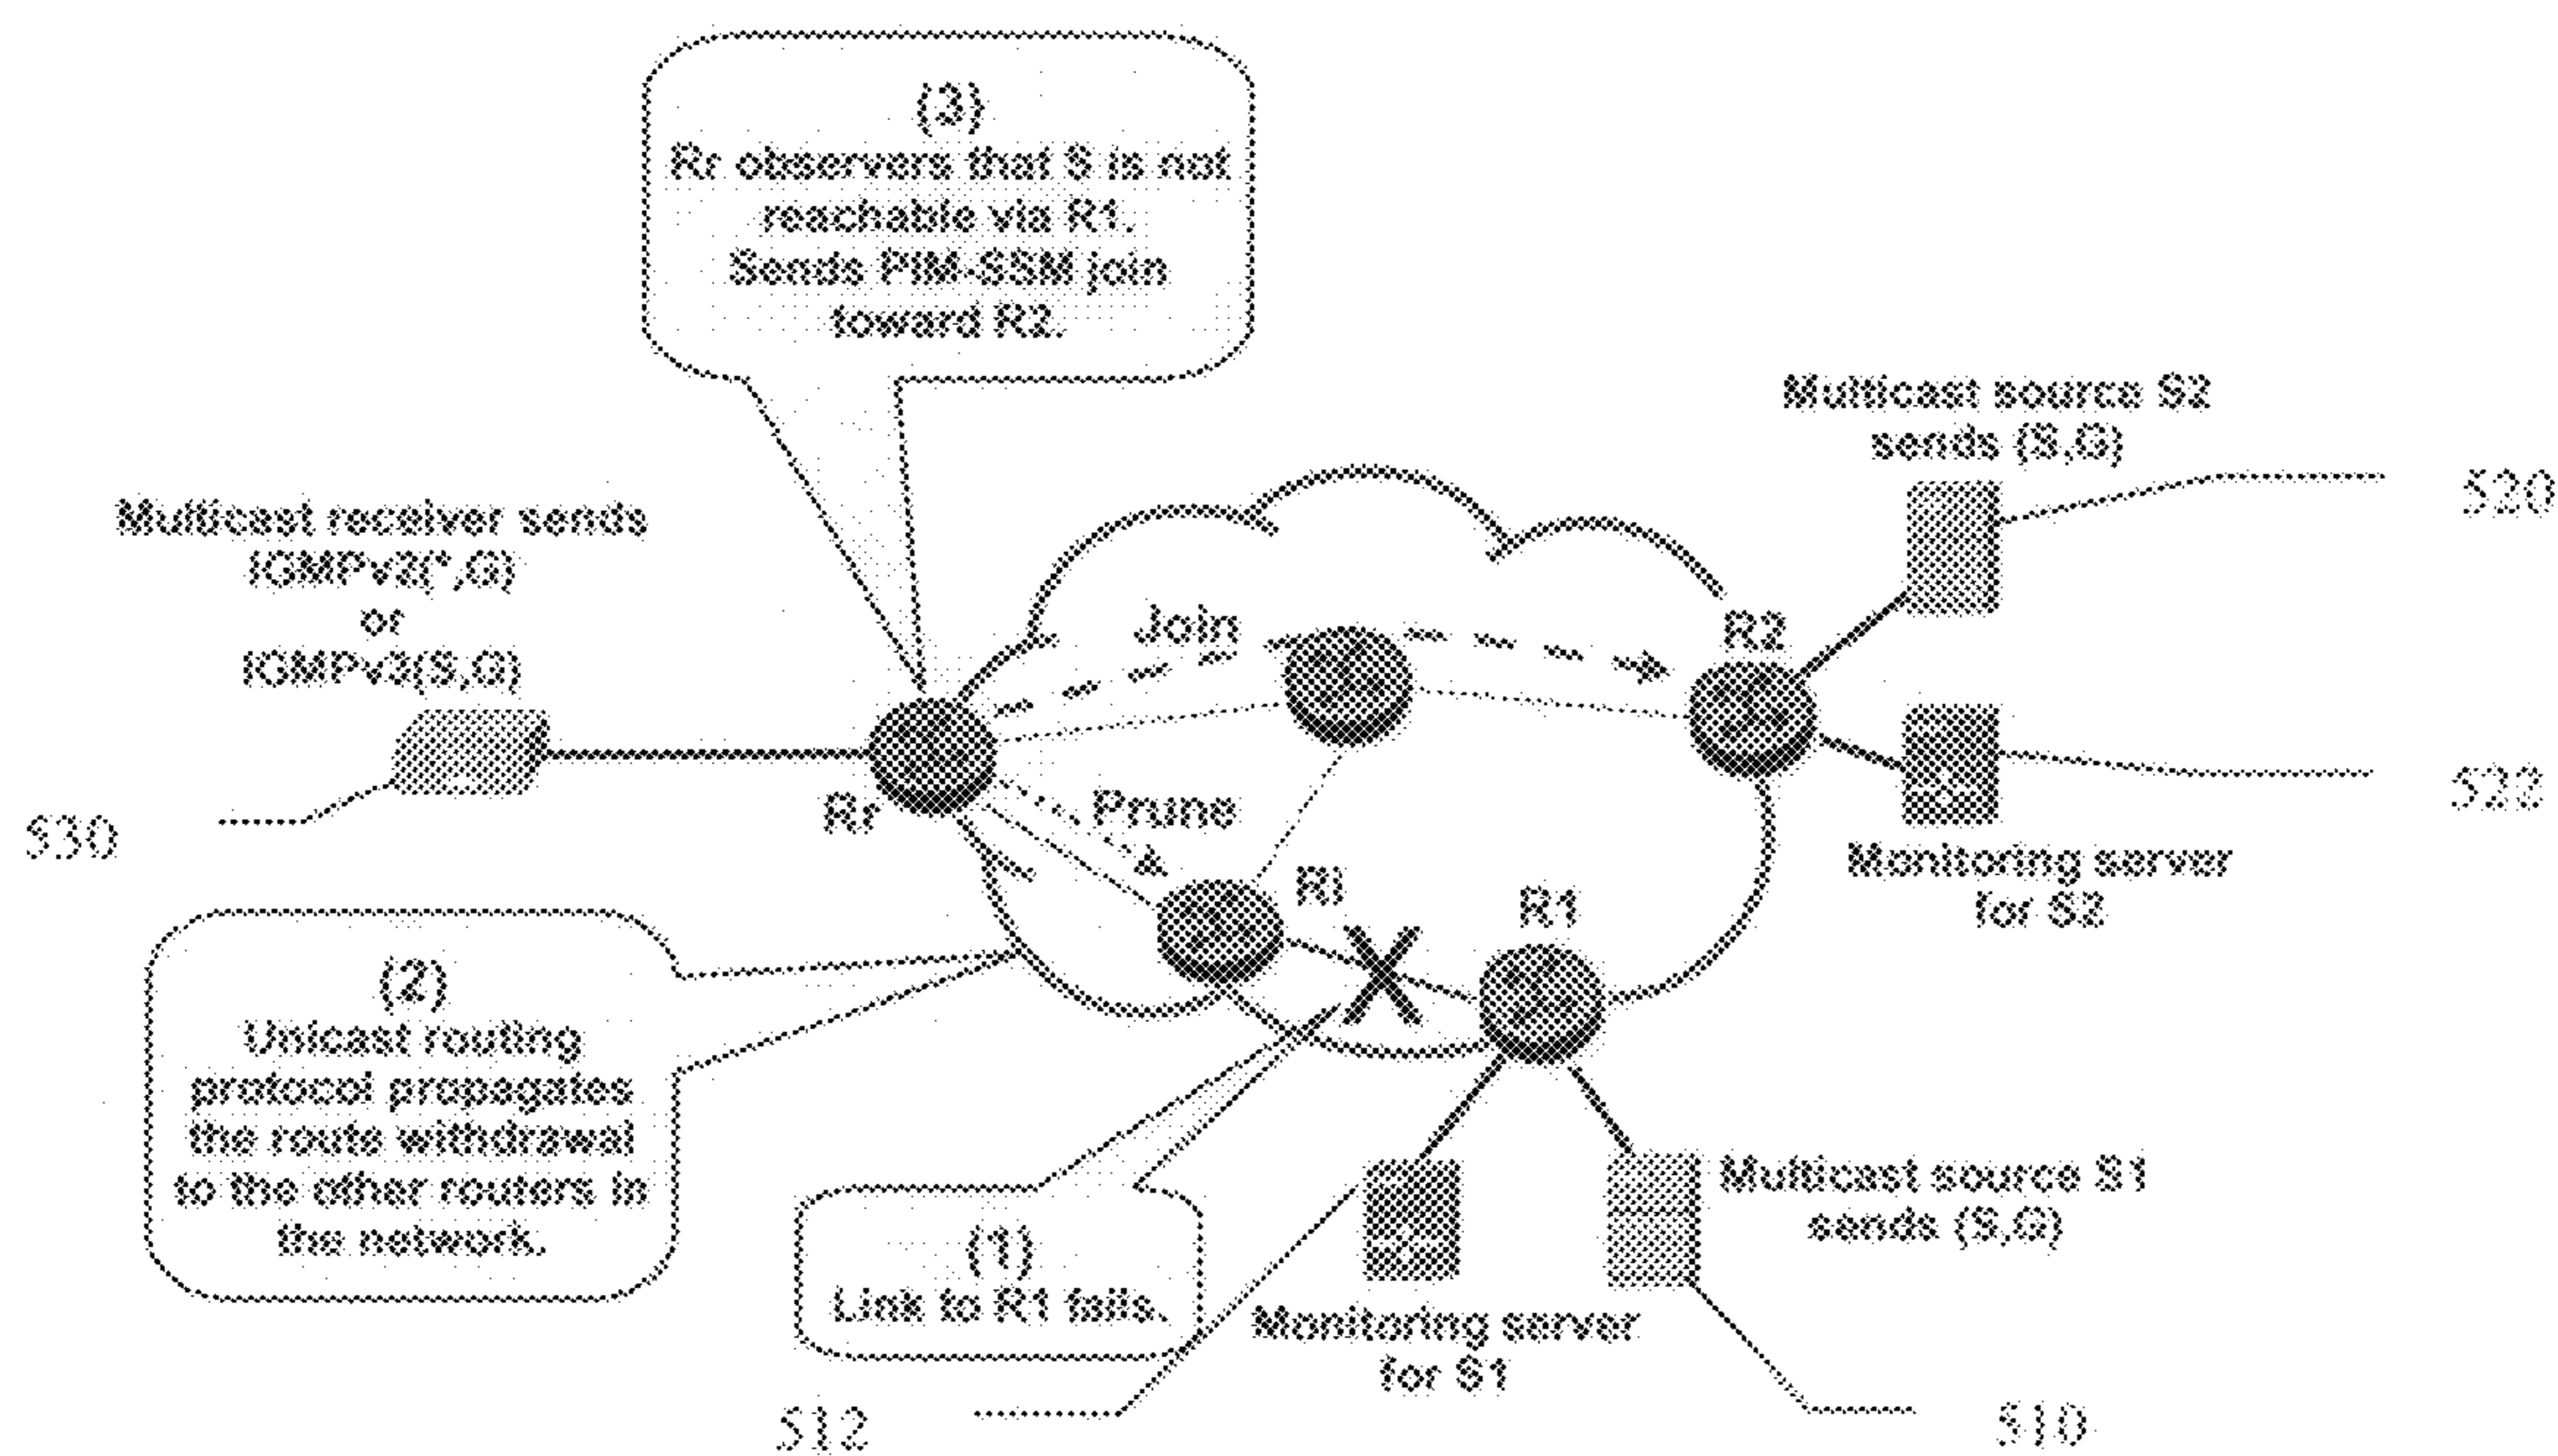 (3)
Rr observers that S is not
reachable via R1.
Sends PIM-SSM join
toward R2.
Multicast source S2
sends (S,G)
520
Multicast receiver sends
IGMPv2(*,G)
or
IGMPv3(S,G)
Join
R2
530
Rr
Prune
522
Monitoring server
for S2
Ri
R1
(2)
Unicast routing
protocol propagates
the route withdrawal
to the other routers in
the network.
(1)
Link to R1 fails.
Multicast source S1
sends (S,G)
Monitoring server
for S1
512
510